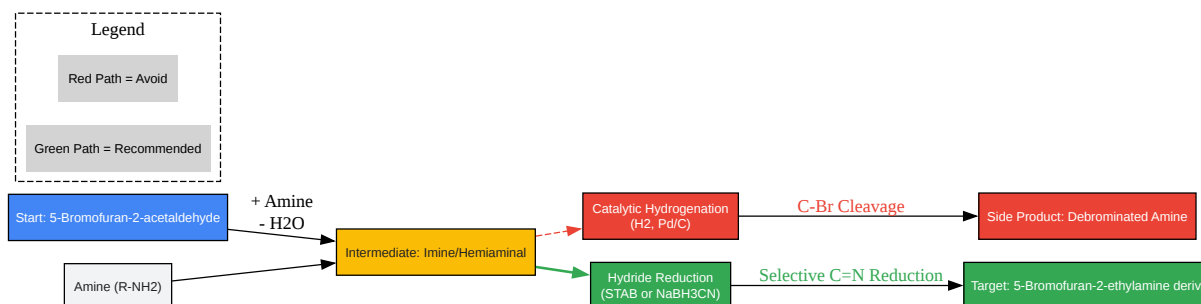 Legend
Red Path = Avoid
Green Path = Recommended
Start: 5-Bromofuran-2-acetaldehyde
+ Amine
- H2O
Amine (R-NH2)
Intermediate: Imine/Hemiaminal
Catalytic Hydrogenation
(H2, Pd/C)
C-Br Cleavage
Side Product: Debrominated Amine
Hydride Reduction
(STAB or NaBH3CN)
Selective C=N Reduction
Target: 5-Bromofuran-2-ethylamine deriv